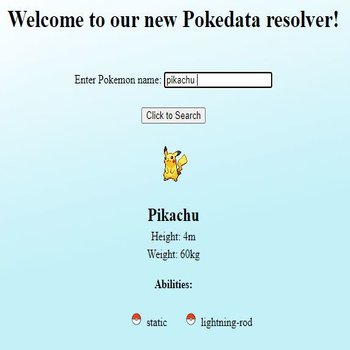 Welcome to our new Pokedata resolver!
Enter Pokemon name: pikachu
Click to Search
Pikachu
Height: 4m
Weight: 60kg
Abilities:
static lightning-rod